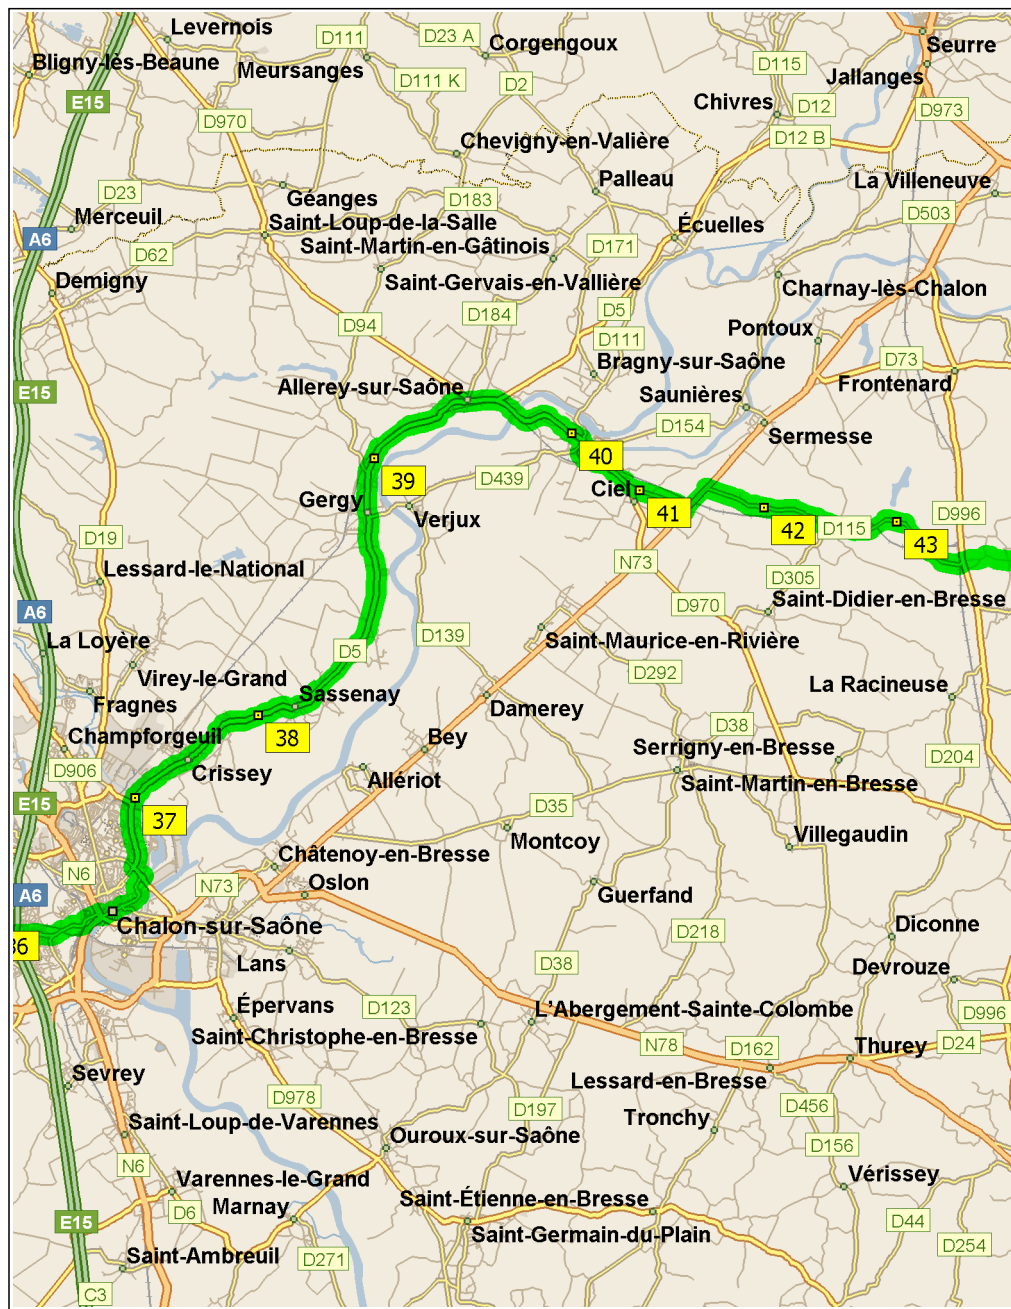 Levernois
D111
D23 A
Corgengoux
Seurre
Bligny-lès-Beaune
Meursanges
D111 K
D2
D115
Jallanges
E15
Chivres
D12
D973
D970
D12 B
Chevigny-en-Valière
D23
Géanges
D183
Palleau
La Villeneuve
Merceuil
Saint-Loup-de-la-Salle
D503
A6
D62
Saint-Martin-en-Gâtinois
D171
Écuelles
Demigny
Saint-Gervais-en-Vallière
Charnay-lès-Chalon
D94
D184
D5
Pontoux
D111
Bragny-sur-Saône
D73
E15
Allerey-sur-Saône
Saunières
Frontenard
D154
Sermesse
40
39
D439
Ciel
Gergy
Verjux
41
42
D115
D996
43
D19
N73
Lessard-le-National
D305
A6
D970
Saint-Didier-en-Bresse
La Loyère
D5
D139
Saint-Maurice-en-Rivière
Virey-le-Grand
D292
Fragnes
Sassenay
La Racineuse
Damerey
Champforgeuil
38
Bey
D38
Serrigny-en-Bresse
D906
Crissey
Allériot
Saint-Martin-en-Bresse
D204
E15
37
D35
Montcoy
Villegaudin
N6
Châtenoy-en-Bresse
A6
N73
Oslon
Guerfand
Chalon-sur-Saône
Diconne
36
D218
Lans
D38
Devrouze
Épervans
D123
L'Abergement-Sainte-Colombe
D996
Saint-Christophe-en-Bresse
N78
D162
D24
Thurey
Sevrey
Lessard-en-Bresse
D978
D197
D456
Saint-Loup-de-Varennes
Tronchy
Ouroux-sur-Saône
D156
N6
Varennes-le-Grand
Vérissey
Marnay
Saint-Étienne-en-Bresse
D6
D44
E15
Saint-Germain-du-Plain
Saint-Ambreuil
D271
D254
C3